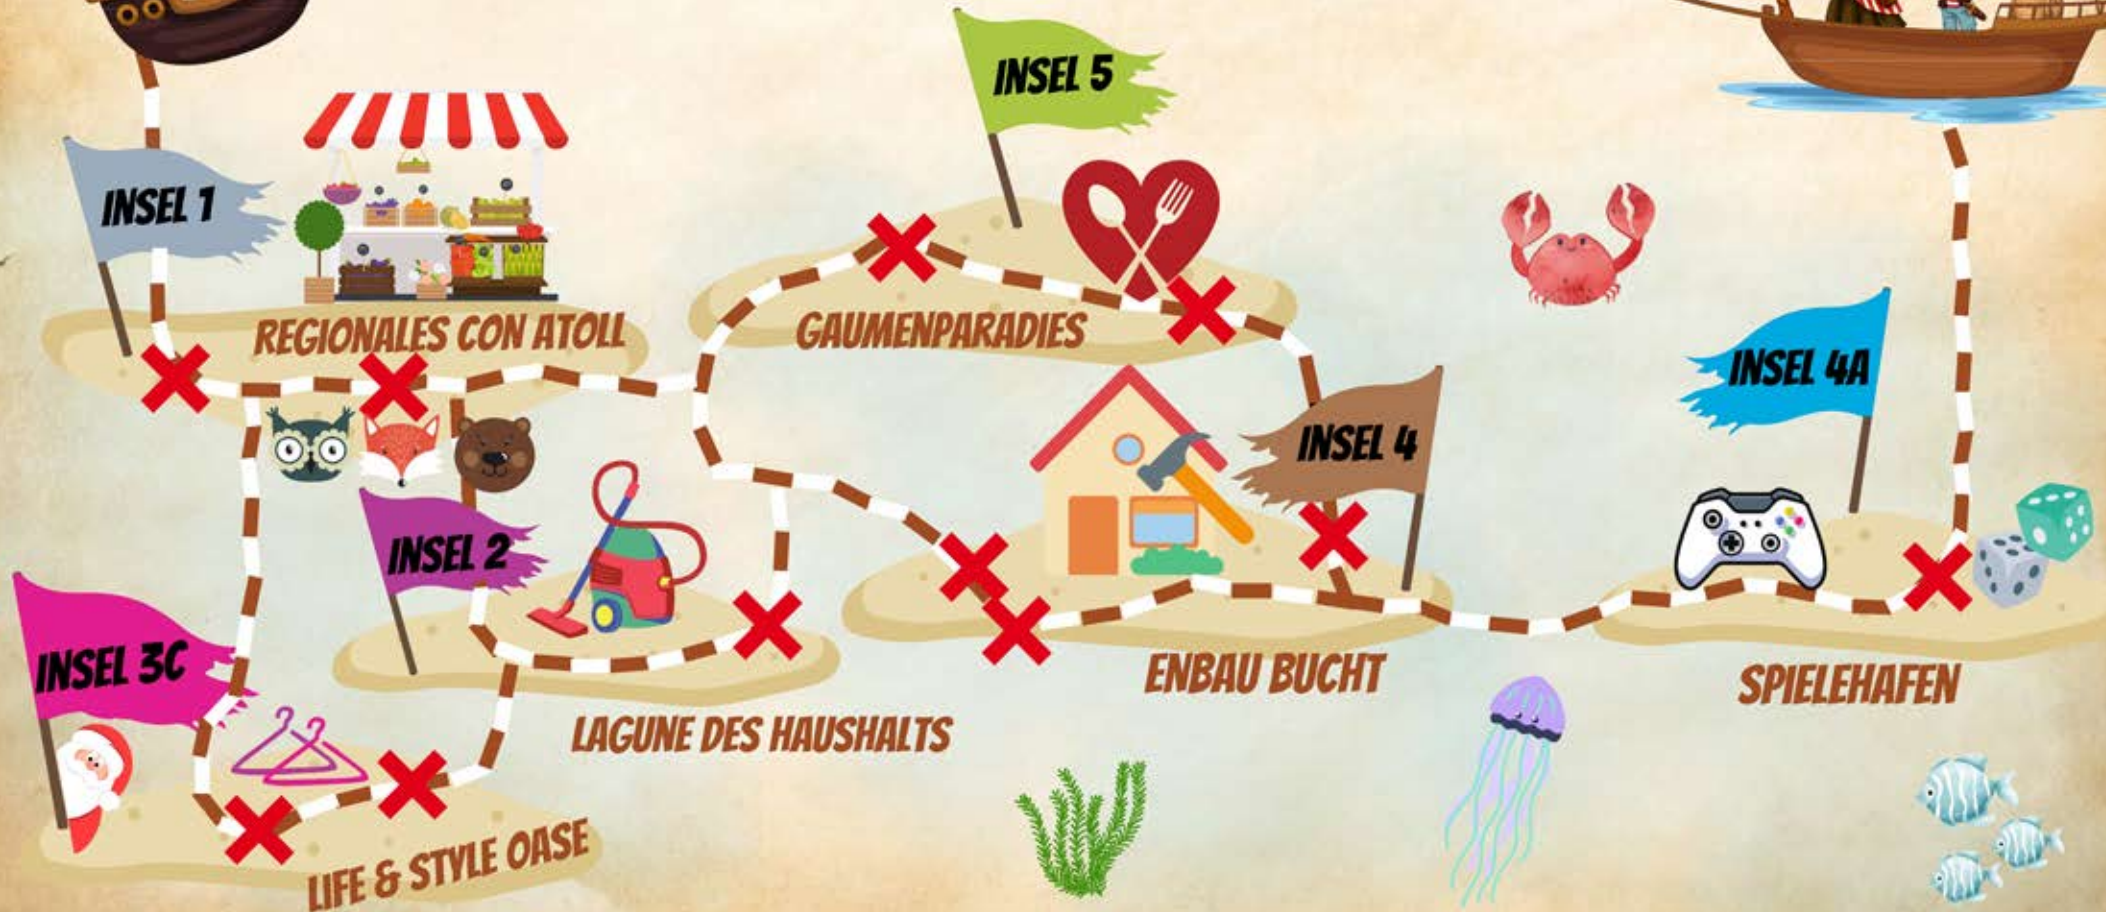 INSEL 5
INSEL 1
REGIONALES CON ATOLL
GAUMENPARADIES
INSEL 4A
INSEL 4
INSEL 2
INSEL 3C
ENBAU BUCHT
SPIELEHAFEN
LAGUNE DES HAUSHALTS
LIFE & STYLE OASE